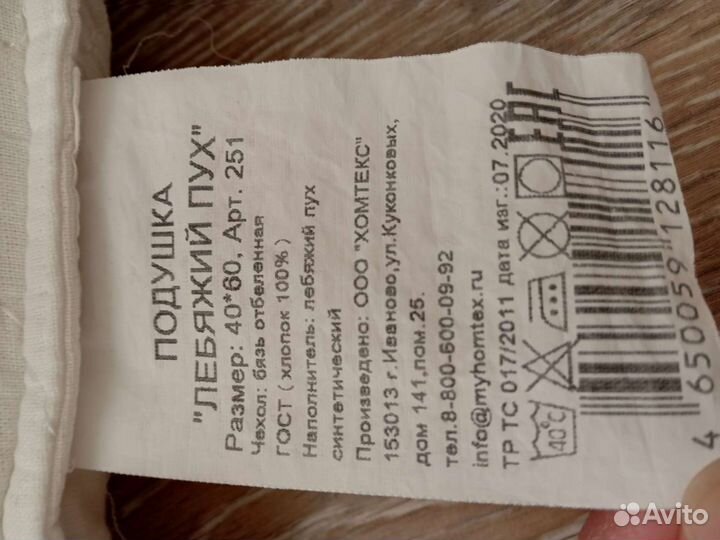 ПОДУШКА
"ЛЕБЯЖИЙ ПУХ"
Размер: 40*60, Арт. 251
Чехол: бязь отбеленная
ГОСТ ( хлопок 100% )
Наполнитель: лебяжий пух
синтетический
Произведено: ООО "ХОМТЕКС"
153013 г.Иваново,ул.Куконковых,
дом 141,пом.25.
тел.8-800-600-09-92
info@myhomtex.ru
ТР ТС 017/2011 дата изг.:07.2020
40°C
EAC
4 650059 128116
Avito